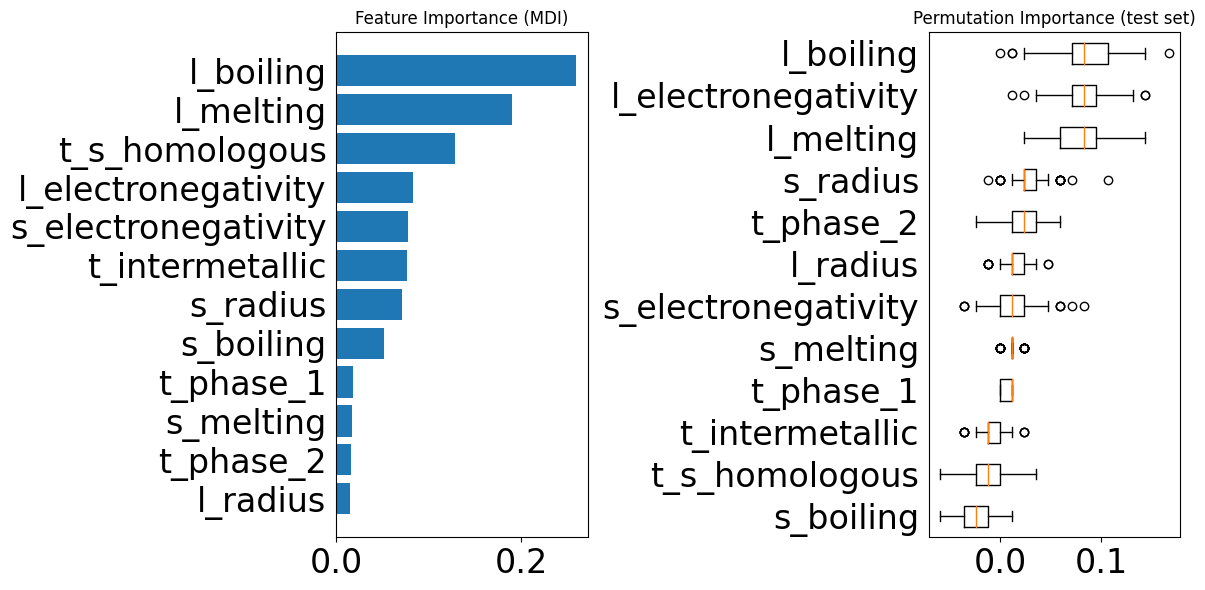 Feature Importance (MDI)
l_boiling
l_melting
t_s_homologous
l_electronegativity
s_electronegativity
t_intermetallic
s_radius
s_boiling
t_phase_1
s_melting
t_phase_2
l_radius
0.0 0.2
Permutation Importance (test set)
l_boiling
l_electronegativity
l_melting
s_radius
t_phase_2
l_radius
s_electronegativity
s_melting
t_phase_1
t_intermetallic
t_s_homologous
s_boiling
0.0 0.1